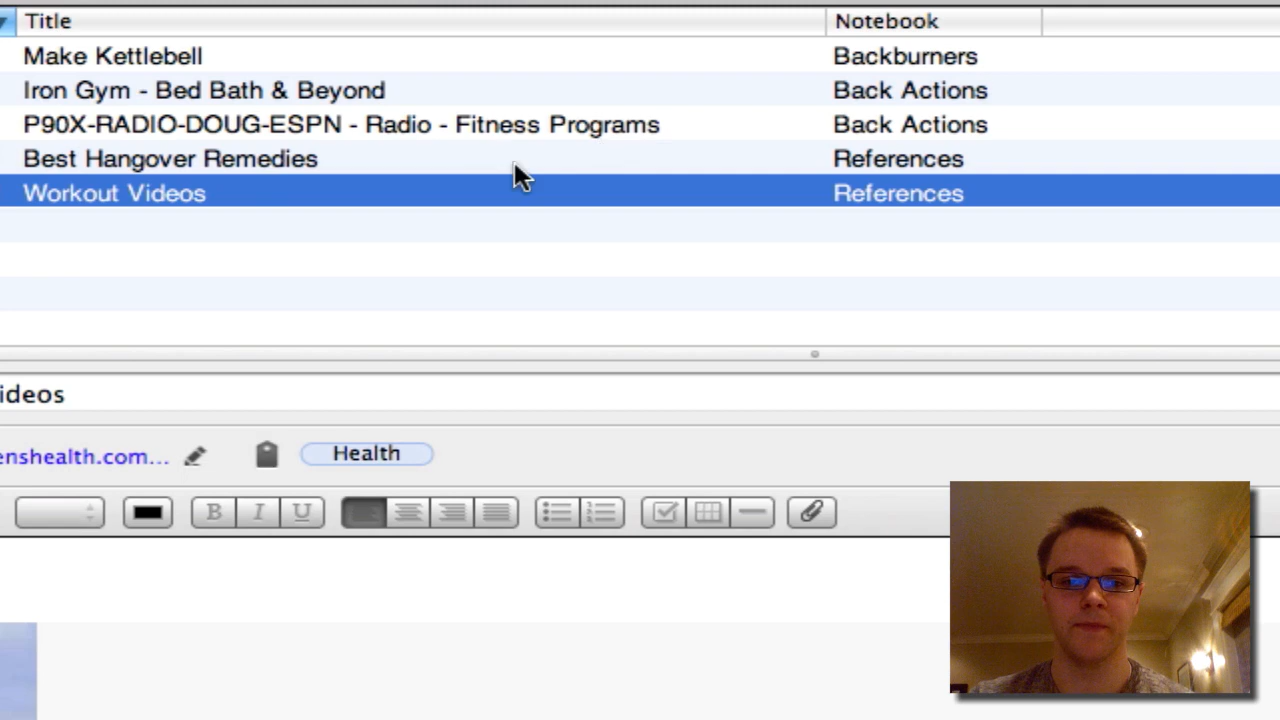 Title Notebook
Make Kettlebell Backburners
Iron Gym - Bed Bath & Beyond Back Actions
P90X-RADIO-DOUG-ESPN - Radio - Fitness Programs Back Actions
Best Hangover Remedies References
Workout Videos References
ideos
enshealth.com... Health
B I U